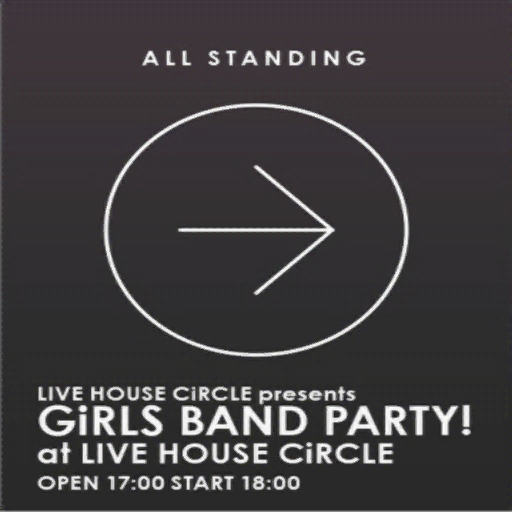 ALL STANDING
LIVE HOUSE CiRCLE presents
GiRLS BAND PARTY!
at LIVE HOUSE CiRCLE
OPEN 17:00 START 18:00